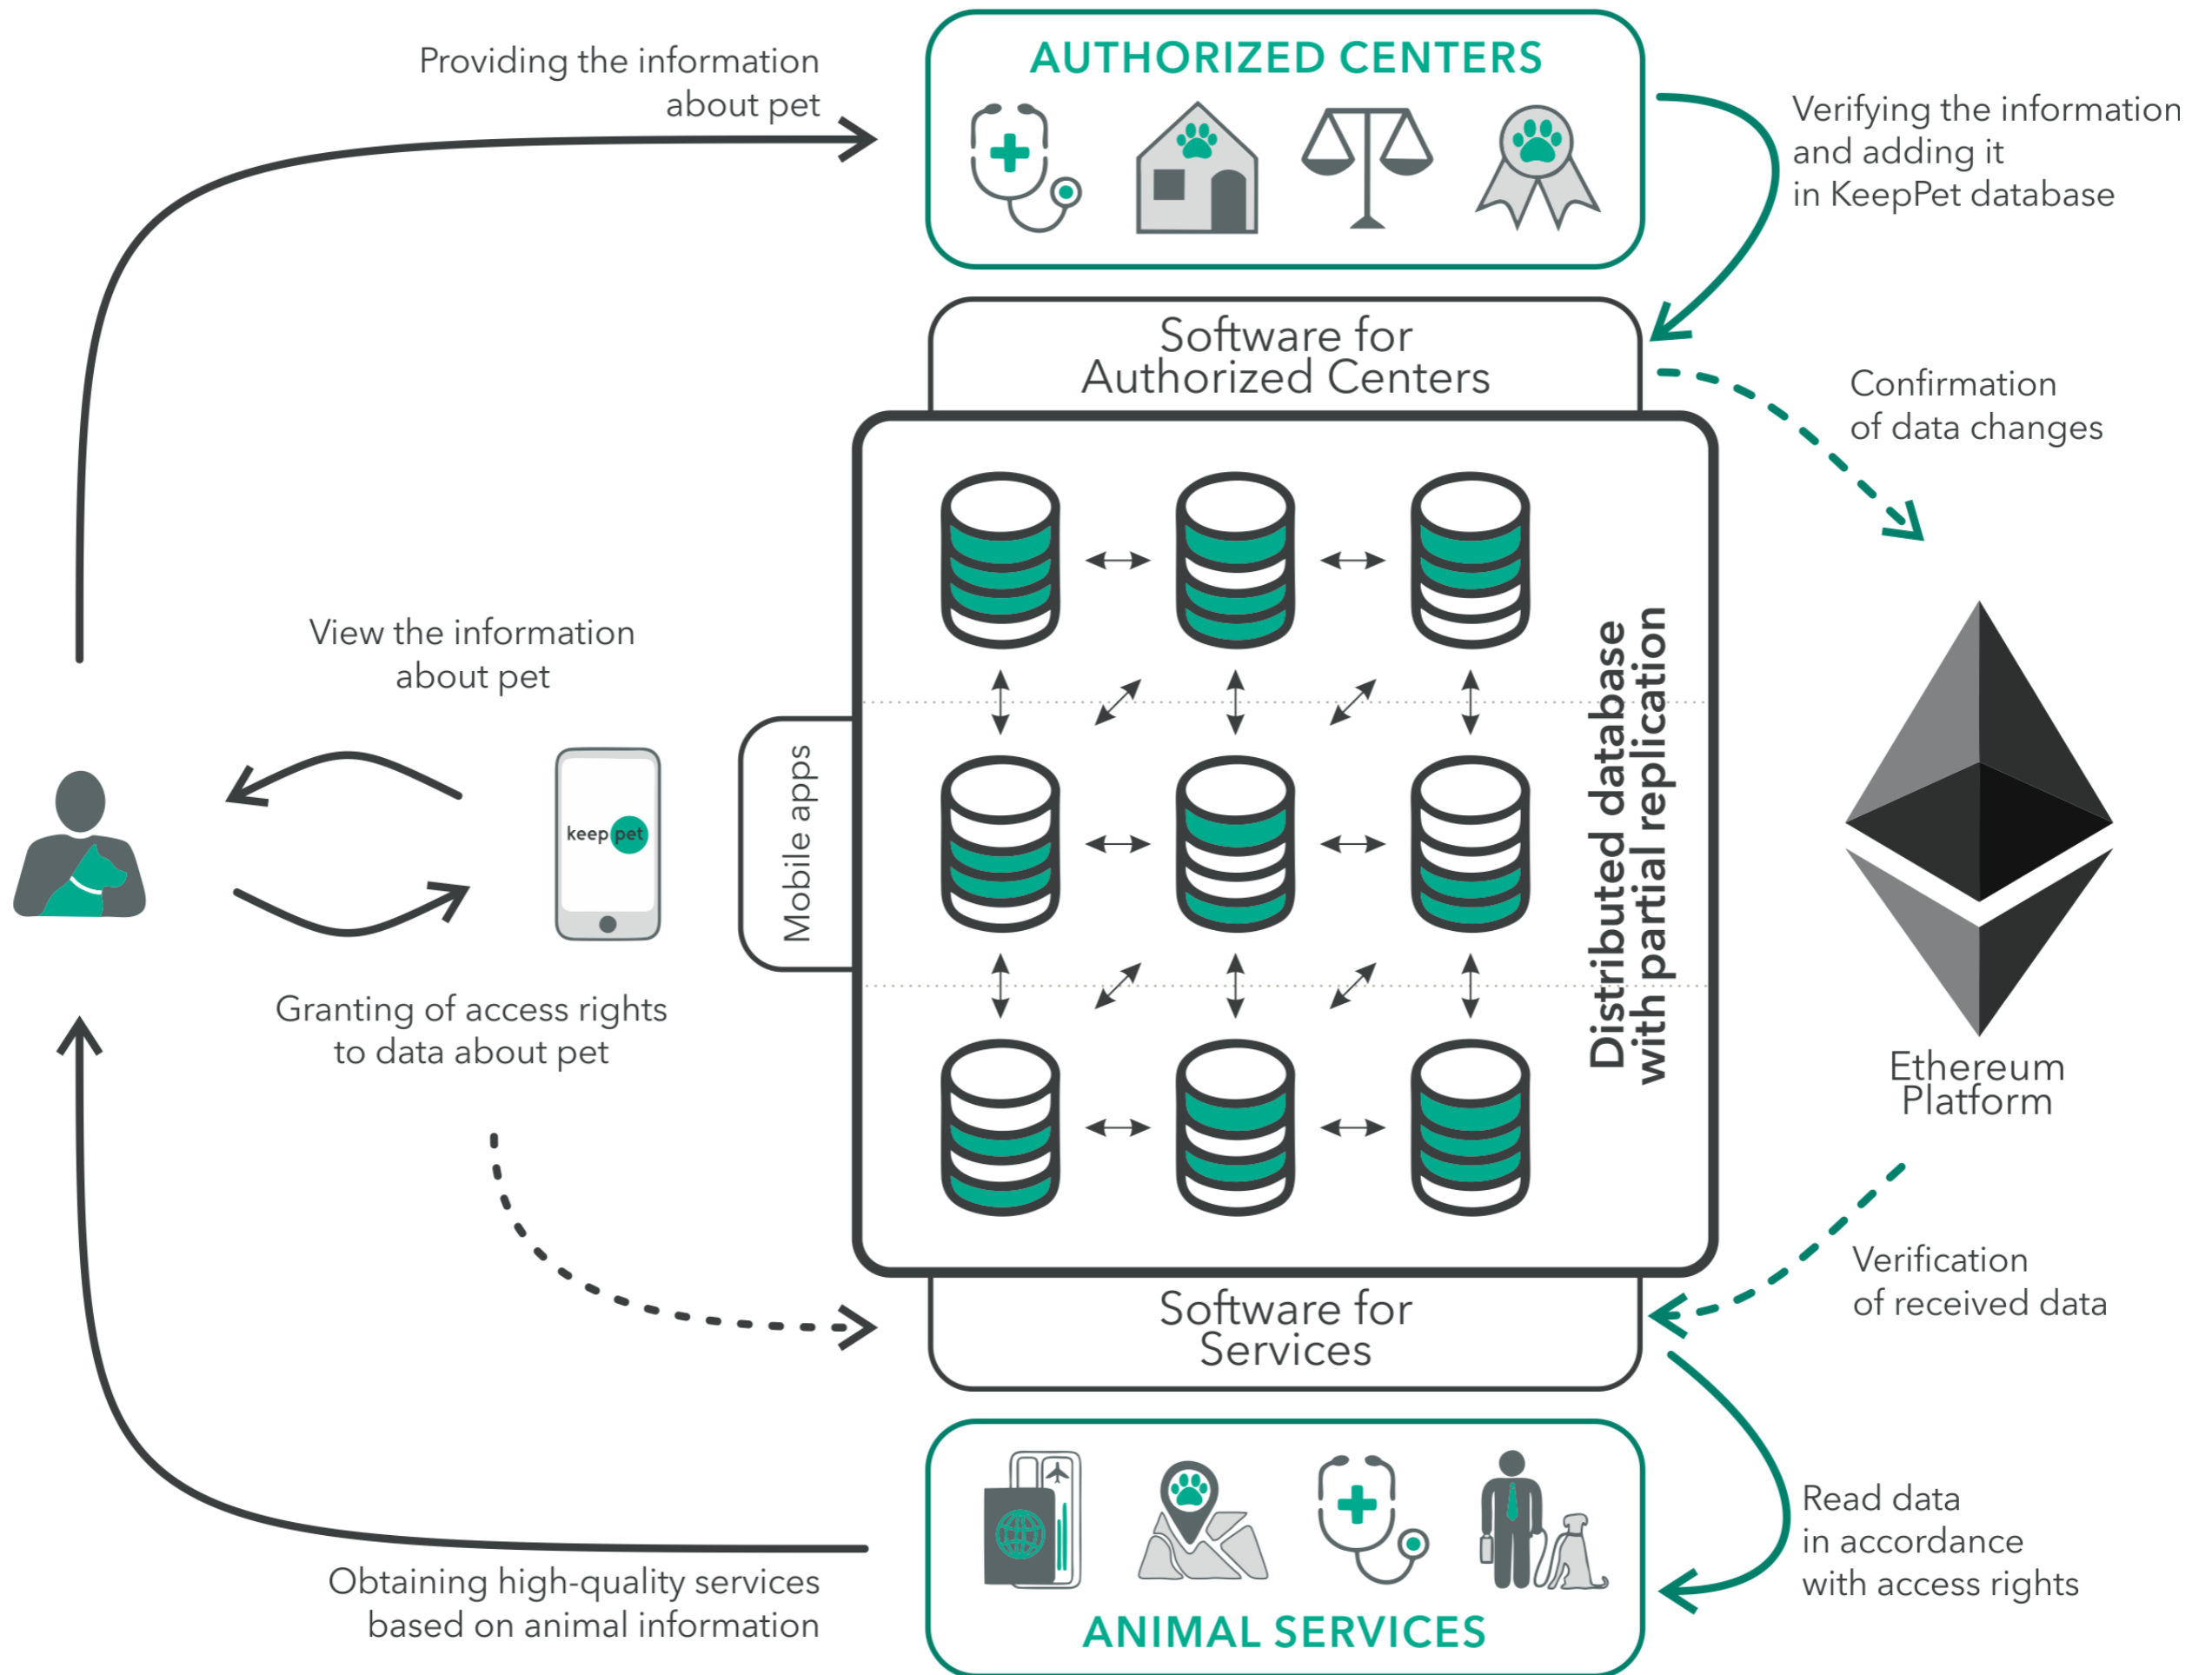 Providing the information
about pet
AUTHORIZED CENTERS
Verifying the information
and adding it
in KeepPet database
Software for
Authorized Centers
Confirmation
of data changes
View the information
about pet
keep pet
Mobile apps
Distributed database
with partial replication
Granting of access rights
to data about pet
Ethereum
Platform
Verification
of received data
Software for
Services
Read data
in accordance
with access rights
Obtaining high-quality services
based on animal information
ANIMAL SERVICES